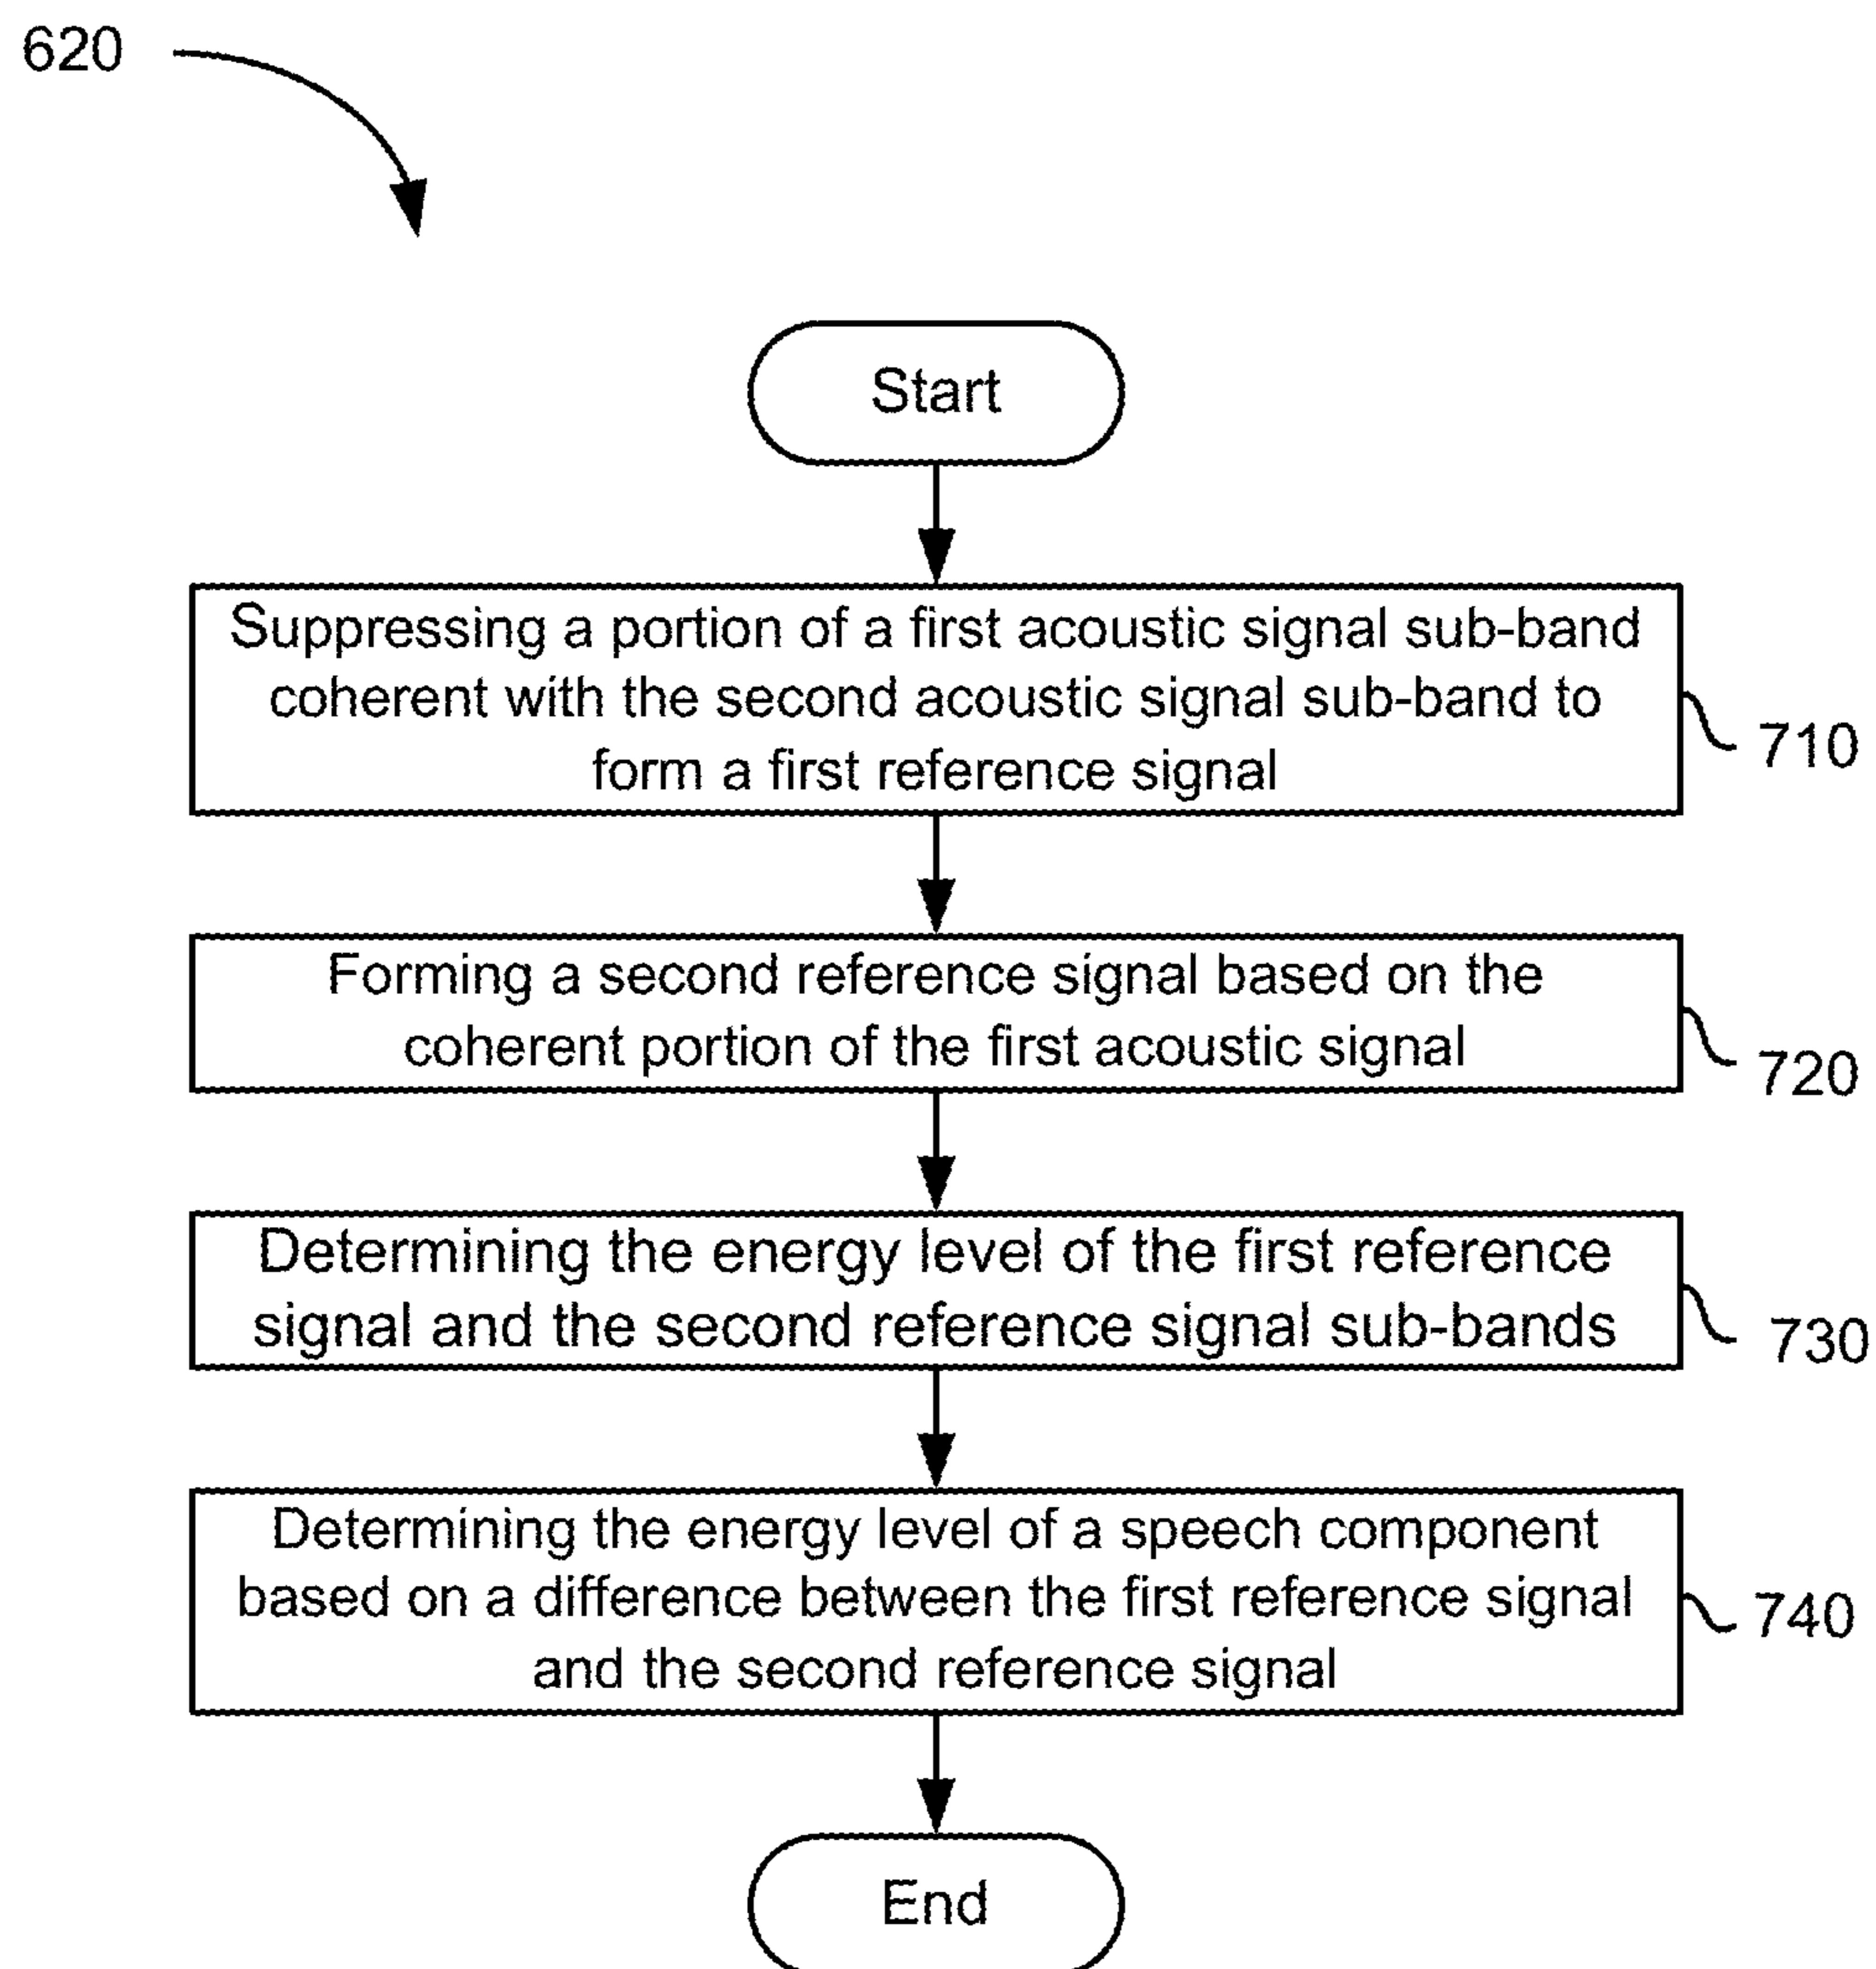 620
Start
Suppressing a portion of a first acoustic signal sub-band
coherent with the second acoustic signal sub-band to
form a first reference signal
710
Forming a second reference signal based on the
coherent portion of the first acoustic signal
720
Determining the energy level of the first reference
signal and the second reference signal sub-bands
730
Determining the energy level of a speech component
based on a difference between the first reference signal
and the second reference signal
740
End